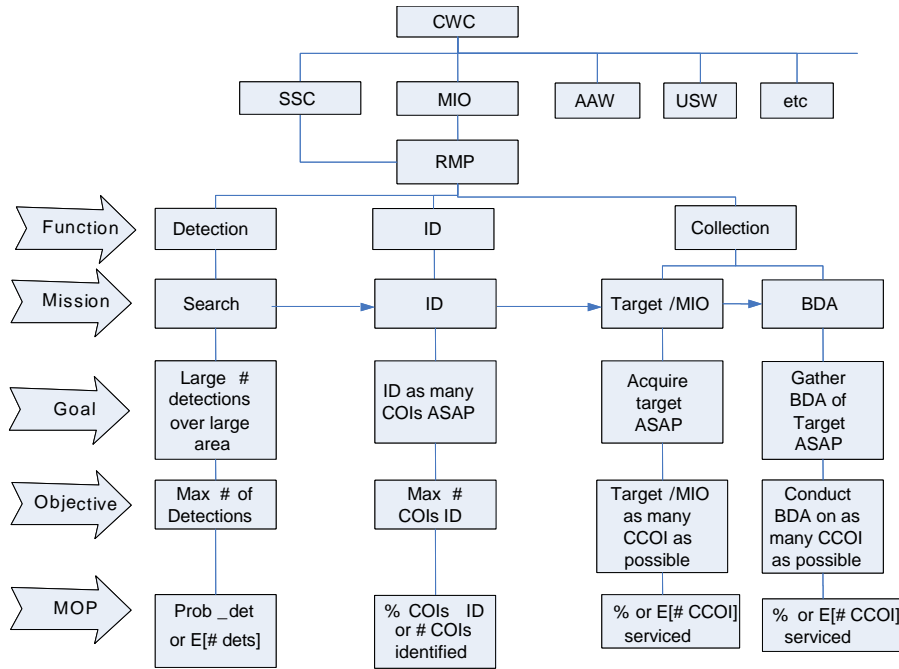 CWC
SSC
MIO
AAW
USW
etc
RMP
Function
Detection
ID
Collection
Mission
Search
ID
Target /MIO
BDA
Goal
Large #
detections
over large
area
ID as many
COIs ASAP
Acquire
target
ASAP
Gather
BDA of
Target
ASAP
Objective
Max # of
Detections
Max #
COIs ID
Target /MIO
as many
CCOI as
possible
Conduct
BDA on as
many CCOI
as possible
MOP
Prob _det
or E[# dets]
% COIs ID
or # COIs
identified
% or E[# CCOI]
serviced
% or E[# CCOI]
serviced